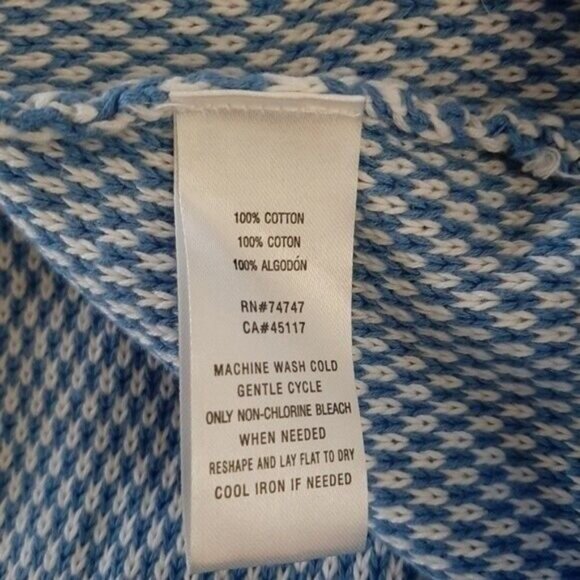 100% COTTON
100% COTON
100% ALGODÓN
RN#74747
CA#45117
MACHINE WASH COLD
GENTLE CYCLE
ONLY NON-CHLORINE BLEACH
WHEN NEEDED
RESHAPE AND LAY FLAT TO DRY
COOL IRON IF NEEDED